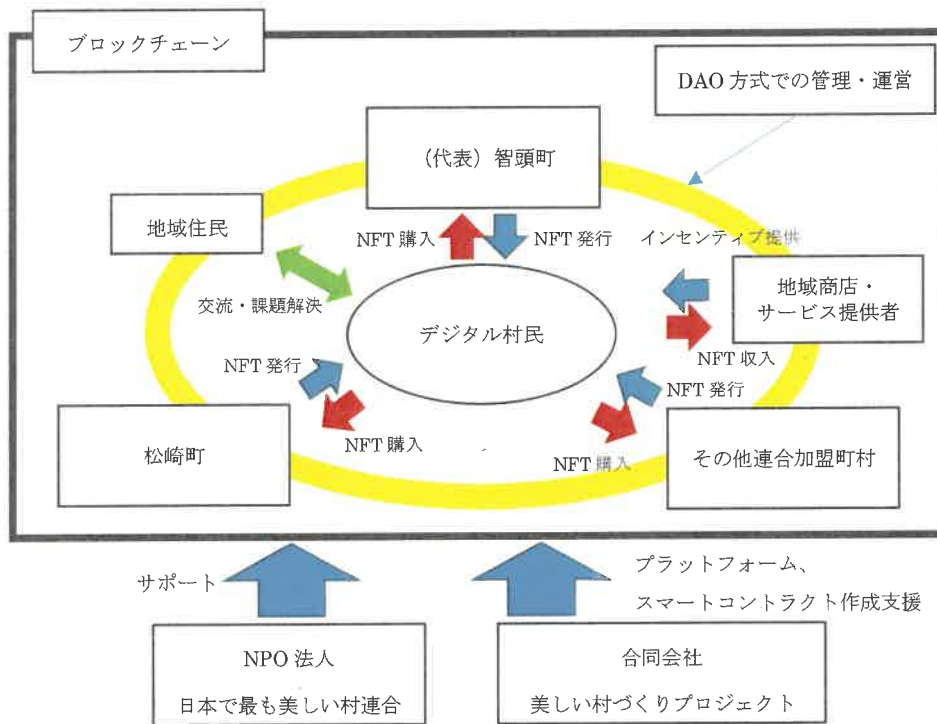 ブロックチェーン
DAO 方式での管理・運営
（代表）智頭町
地域住民
NFT 購入
NFT 発行
インセンティブ提供
地域商店・
サービス提供者
交流・課題解決
デジタル村民
NFT 収入
NFT 発行
NFT 発行
松崎町
NFT 購入
NFT 購入
その他連合加盟町村
サポート
プラットフォーム、
スマートコントラクト作成支援
NPO 法人
日本で最も美しい村連合
合同会社
美しい村づくりプロジェクト